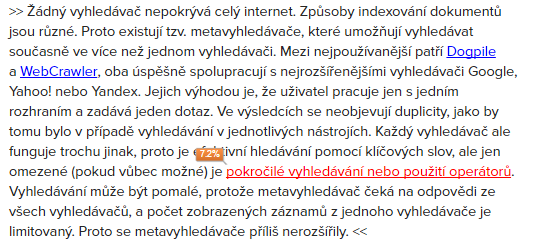 >> Žádný vyhledávač nepokrývá celý internet. Způsoby indexování dokumentů
jsou různé. Proto existují tzv. metavyhledávače, které umožňují vyhledávat
současně ve více než jednom vyhledávači. Mezi nejpoužívanější patří Dogpile
a WebCrawler, oba úspěšně spolupracují s nejrozšířenějšími vyhledávači Google,
Yahoo! nebo Yandex. Jejich výhodou je, že uživatel pracuje jen s jedním
rozhraním a zadává jeden dotaz. Ve výsledcích se neobjevují duplicity, jako by
tomu bylo v případě vyhledávání v jednotlivých nástrojích. Každý vyhledávač ale
funguje trochu jinak, proto je hledávání pomocí klíčových slov, ale jen
7.2%
omezené (pokud vůbec možné) je pokročilé vyhledávání nebo použití operátorů.
Vyhledávání může být pomalé, protože metavyhledávač čeká na odpovědi ze
všech vyhledávačů, a počet zobrazených záznamů z jednoho vyhledávače je
limitovaný. Proto se metavyhledávače příliš nerozšířily. <<